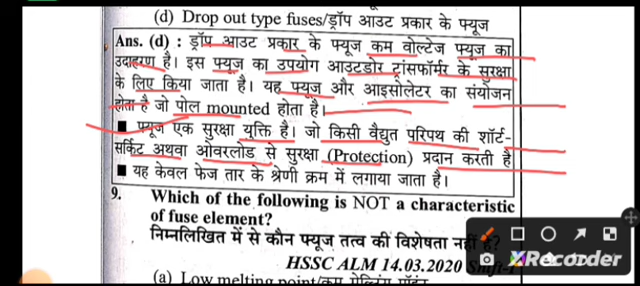 (d) Drop out type fuses/ड्रॉप आउट प्रकार के फ्यूज
Ans. (d) : ड्रॉप आउट प्रकार के फ्यूज कम वोल्टेज फ्यूज का
उदाहरण है। इस फ्यूज का उपयोग आउटडोर ट्रांसफॉर्मर के सुरक्षा
के लिए किया जाता है। यह फ्यूज और आइसोलेटर का संयोजन
होता है जो पोल mounted होता है।
■ फ्यूज एक सुरक्षा युक्ति है। जो किसी वैद्युत परिपथ की शॉर्ट-
सर्किट अथवा ओवरलोड से सुरक्षा (Protection) प्रदान करती है
■ यह केवल फेज तार के श्रेणी क्रम में लगाया जाता है।
9. Which of the following is NOT a characteristic
of fuse element?
निम्नलिखित में से कौन फ्यूज तत्व की विशेषता नहीं है?
HSSC ALM 14.03.2020 Shift-I
XRecorder
(a) Low melting point/कम मेल्टिंग पॉइंट